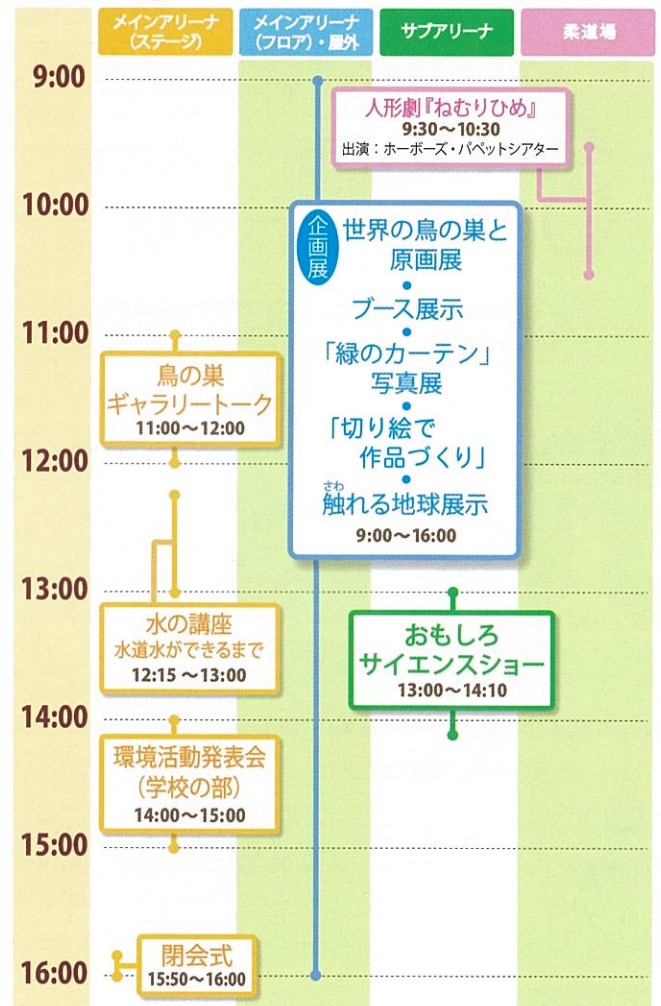 メインアリーナ
(ステージ)
メインアリーナ
(フロア)・屋外
サブアリーナ
柔道場
9:00
人形劇『ねむりひめ』
9:30～10:30
出演：ホーボーズ・パペットシアター
10:00
企画展
世界の鳥の巣と
原画展
・
ブース展示
・
「緑のカーテン」
写真展
・
「切り絵で
作品づくり」
・
さわ
触れる地球展示
9:00～16:00
11:00
鳥の巣
ギャラリートーク
11:00～12:00
12:00
13:00
水の講座
水道水ができるまで
12:15 ～13:00
おもしろ
サイエンスショー
13:00～14:10
14:00
環境活動発表会
(学校の部)
14:00～15:00
15:00
閉会式
15:50～16:00
16:00